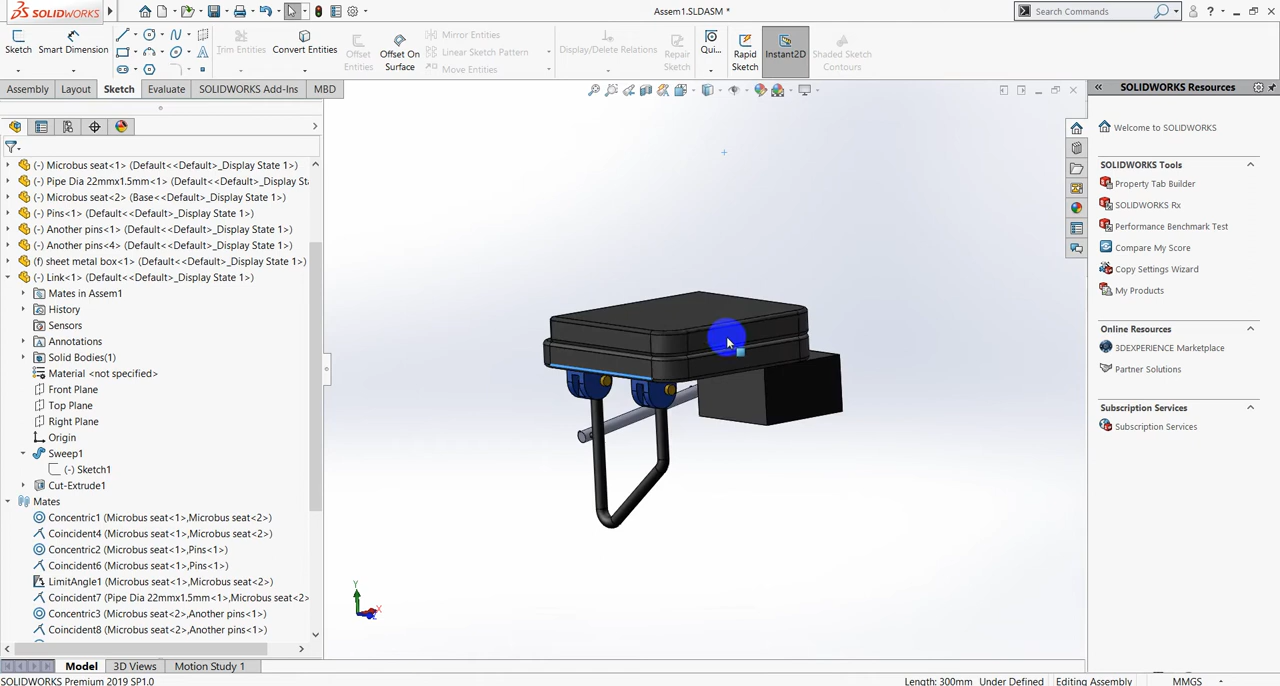 SOLIDWORKS
Assem1.SLDASM *
Search Commands
Sketch
Smart Dimension
Trim Entities
Convert Entities
Offset Entities
Offset On Surface
Mirror Entities
Linear Sketch Pattern
Move Entities
Display/Delete Relations
Repair Sketch
Qui...
Rapid Sketch
Instant2D
Shaded Sketch Contours
Assembly
Layout
Sketch
Evaluate
SOLIDWORKS Add-Ins
MBD
SOLIDWORKS Resources
(-) Microbus seat<1> (Default<<Default>_Display State 1>)
(-) Pipe Dia 22mmx1.5mm<1> (Default<<Default>_Display St
(-) Microbus seat<2> (Base<<Default>_Display State 1>)
(-) Pins<1> (Default<<Default>_Display State 1>)
(-) Another pins<1> (Default<<Default>_Display State 1>)
(-) Another pins<4> (Default<<Default>_Display State 1>)
(f) sheet metal box<1> (Default<<Default>_Display State 1>)
(-) Link<1> (Default<<Default>_Display State 1>)
Mates in Assem1
History
Sensors
Annotations
Solid Bodies(1)
Material <not specified>
Front Plane
Top Plane
Right Plane
Origin
Sweep1
(-) Sketch1
Cut-Extrude1
Mates
Concentric1 (Microbus seat<1>,Microbus seat<2>)
Coincident4 (Microbus seat<1>,Microbus seat<2>)
Concentric2 (Microbus seat<1>,Pins<1>)
Coincident6 (Microbus seat<1>,Pins<1>)
LimitAngle1 (Microbus seat<1>,Microbus seat<2>)
Coincident7 (Pipe Dia 22mmx1.5mm<1>,Microbus seat<2>
Concentric3 (Microbus seat<2>,Another pins<1>)
Coincident8 (Microbus seat<2>,Another pins<1>)
Y
X
Z
Welcome to SOLIDWORKS
SOLIDWORKS Tools
Property Tab Builder
SOLIDWORKS Rx
Performance Benchmark Test
Compare My Score
Copy Settings Wizard
My Products
Online Resources
3DEXPERIENCE Marketplace
Partner Solutions
Subscription Services
Subscription Services
Model
3D Views
Motion Study 1
SOLIDWORKS Premium 2019 SP1.0
Length: 300mm
Under Defined
Editing Assembly
MMGS